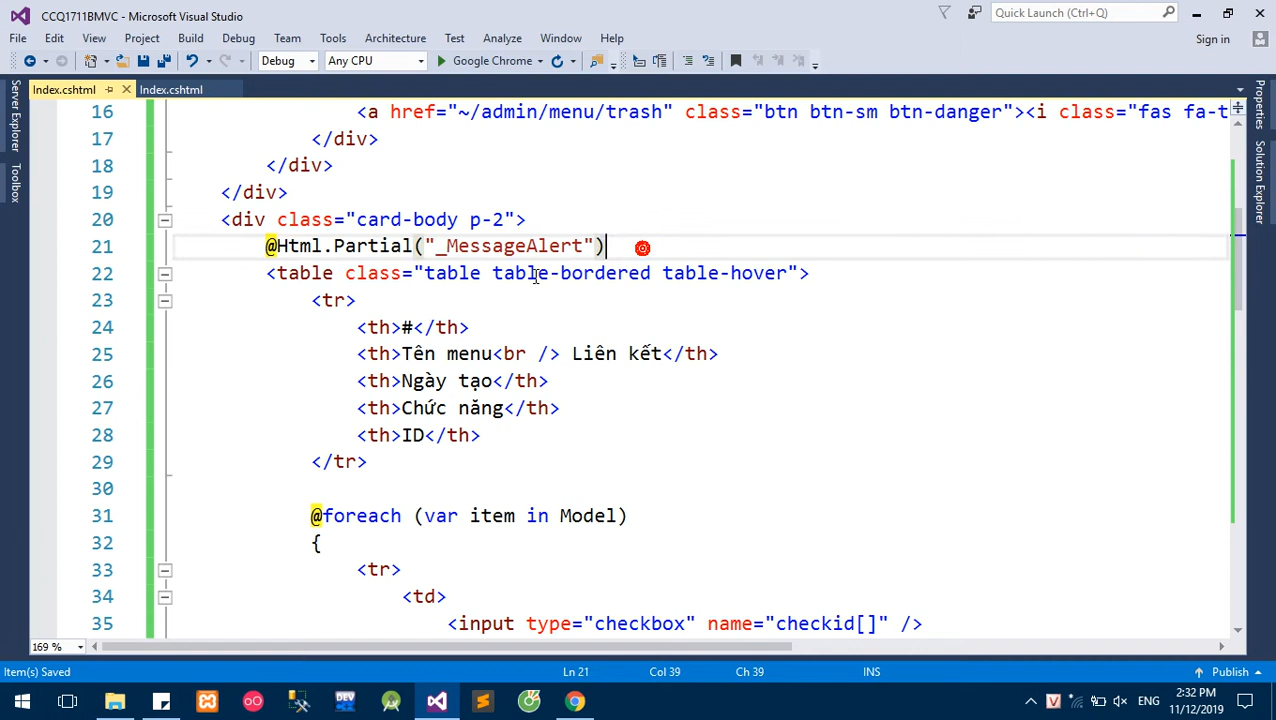 CCQ1711BMVC - Microsoft Visual Studio
Quick Launch (Ctrl+Q)
File Edit View Project Build Debug Team Tools Architecture Test Analyze Window Help
Sign in
Debug Any CPU Google Chrome
Index.cshtml Index.cshtml
Server Explorer
Toolbox
Properties
Solution Explorer
16 <a href="~/admin/menu/trash" class="btn btn-sm btn-danger"><i class="fas fa-t
17 </div>
18 </div>
19 </div>
20 <div class="card-body p-2">
21 @Html.Partial("_MessageAlert")
22 <table class="table table-bordered table-hover">
23 <tr>
24 <th>#</th>
25 <th>Tên menu<br /> Liên kết</th>
26 <th>Ngày tạo</th>
27 <th>Chức năng</th>
28 <th>ID</th>
29 </tr>
30
31 @foreach (var item in Model)
32 {
33 <tr>
34 <td>
35 <input type="checkbox" name="checkid[]" />
169 %
Item(s) Saved Ln 21 Col 39 Ch 39 INS Publish
DEV
V ENG 2:32 PM
11/12/2019